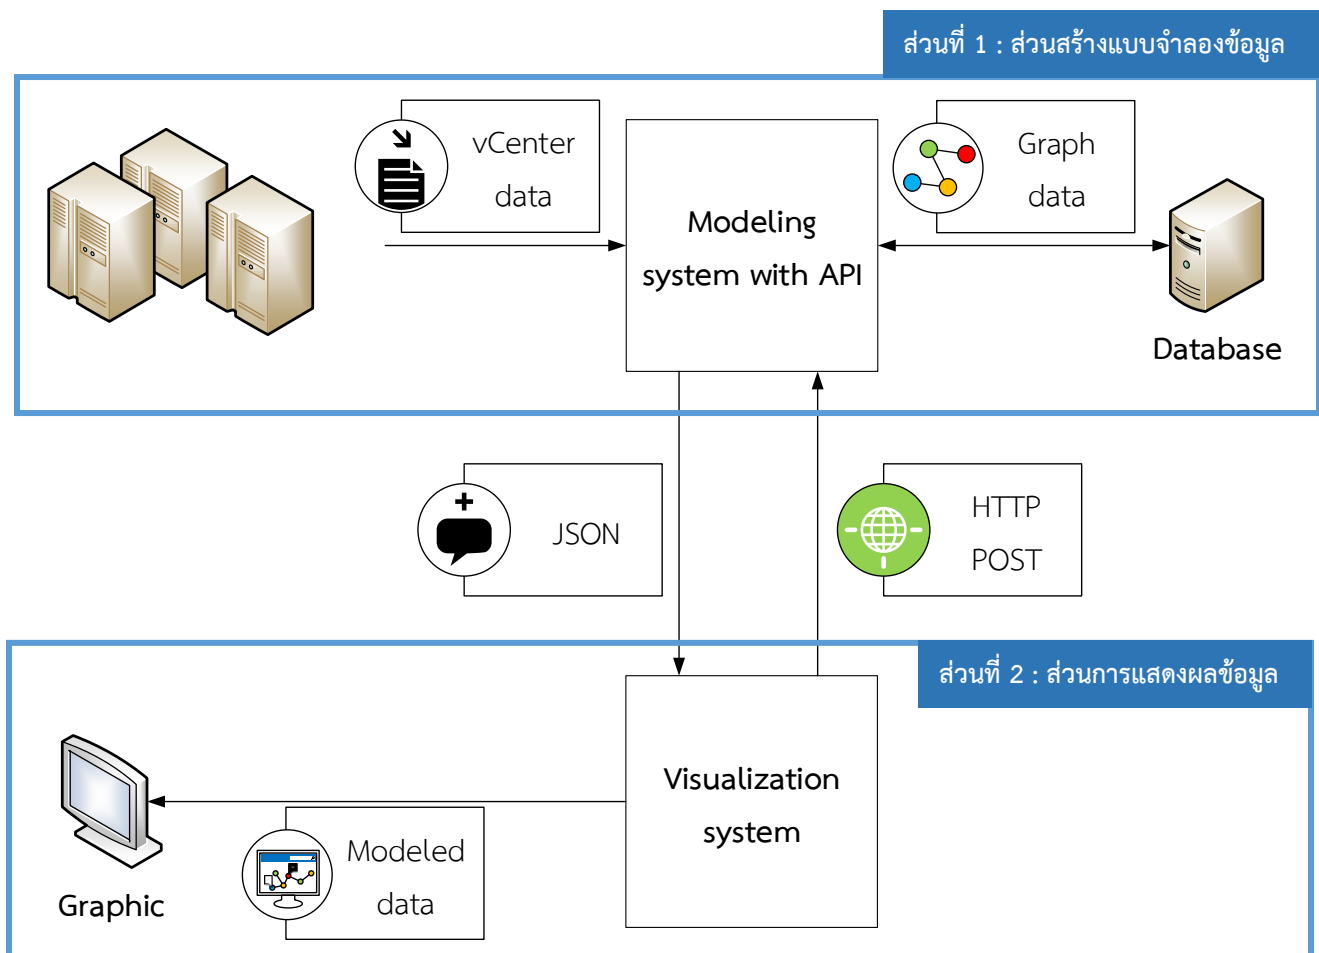 ส่วนที่ 1 : ส่วนสร้างแบบจำลองข้อมูล
vCenter
data
Graph
data
Modeling
system with API
Database
JSON
HTTP
POST
ส่วนที่ 2 : ส่วนการแสดงผลข้อมูล
Visualization
system
Modeled
data
Graphic